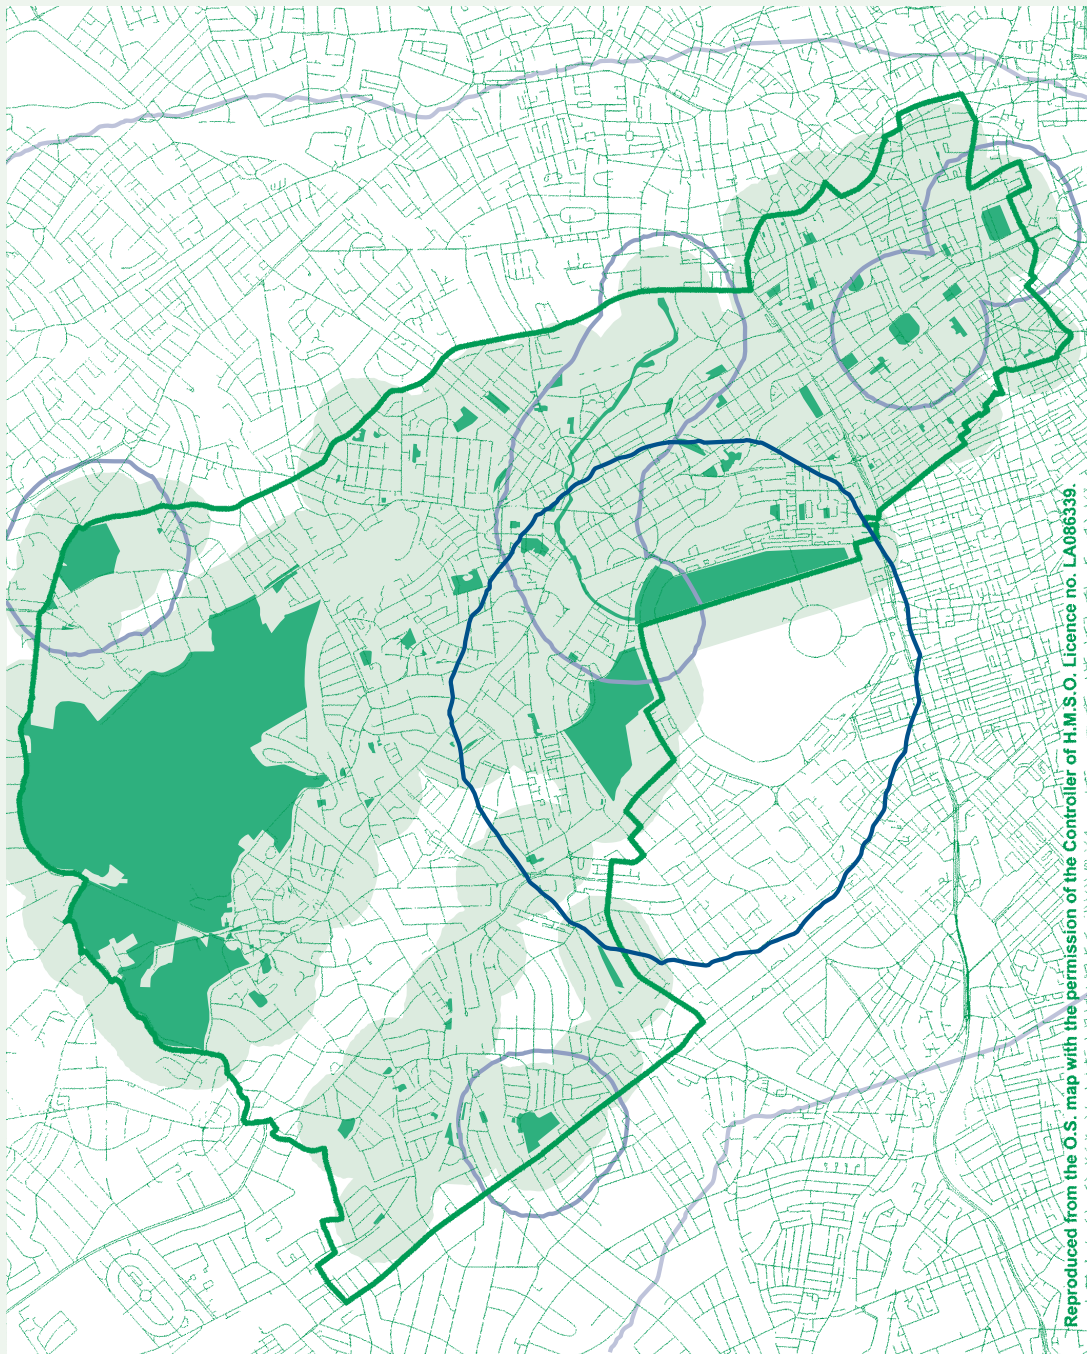 Reproduced from the O.S. map with the permission of the Controller of H.M.S.O. Licence no. LA086339.